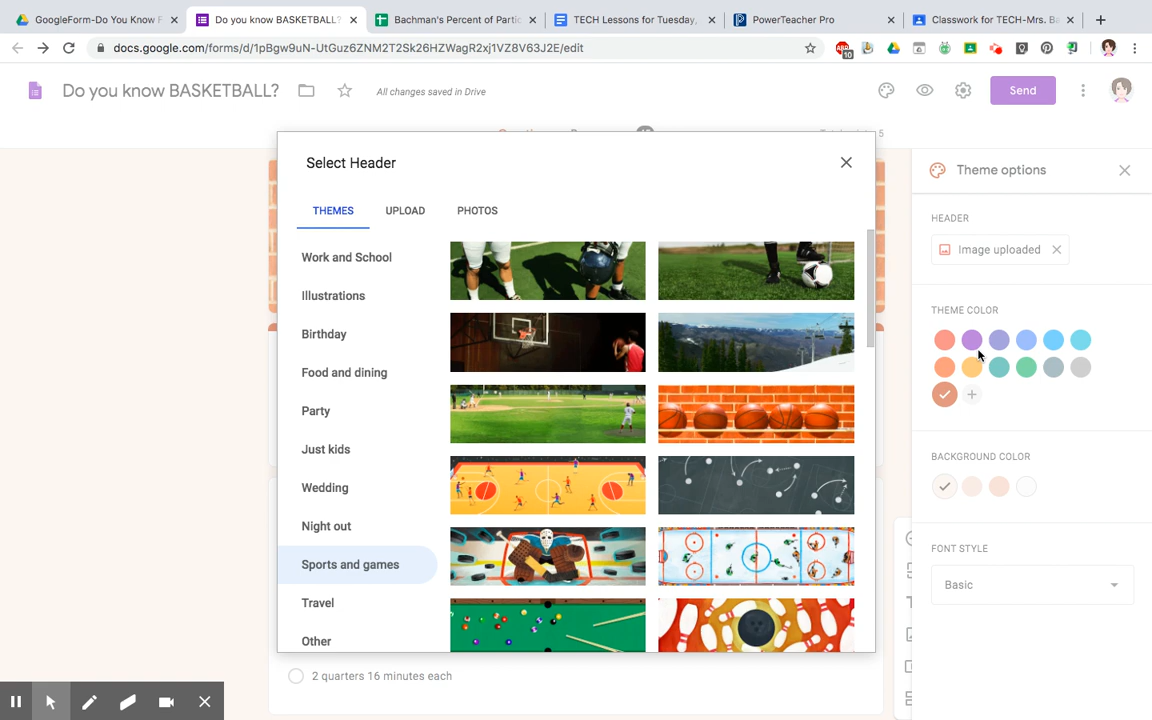 GoogleForm-Do You Know F
Do you know BASKETBALL?
Bachman's Percent of Partic
TECH Lessons for Tuesday,
PowerTeacher Pro
Classwork for TECH-Mrs. Ba
docs.google.com/forms/d/1pBgw9uN-UtGuz6ZNM2T2Sk26HZWagR2xj1VZ8V63J2E/edit
10
Do you know BASKETBALL?
All changes saved in Drive
Send
Select Header
THEMES UPLOAD PHOTOS
Work and School
Illustrations
Birthday
Food and dining
Party
Just kids
Wedding
Night out
Sports and games
Travel
Other
Theme options
HEADER
Image uploaded
THEME COLOR
BACKGROUND COLOR
FONT STYLE
Basic
2 quarters 16 minutes each